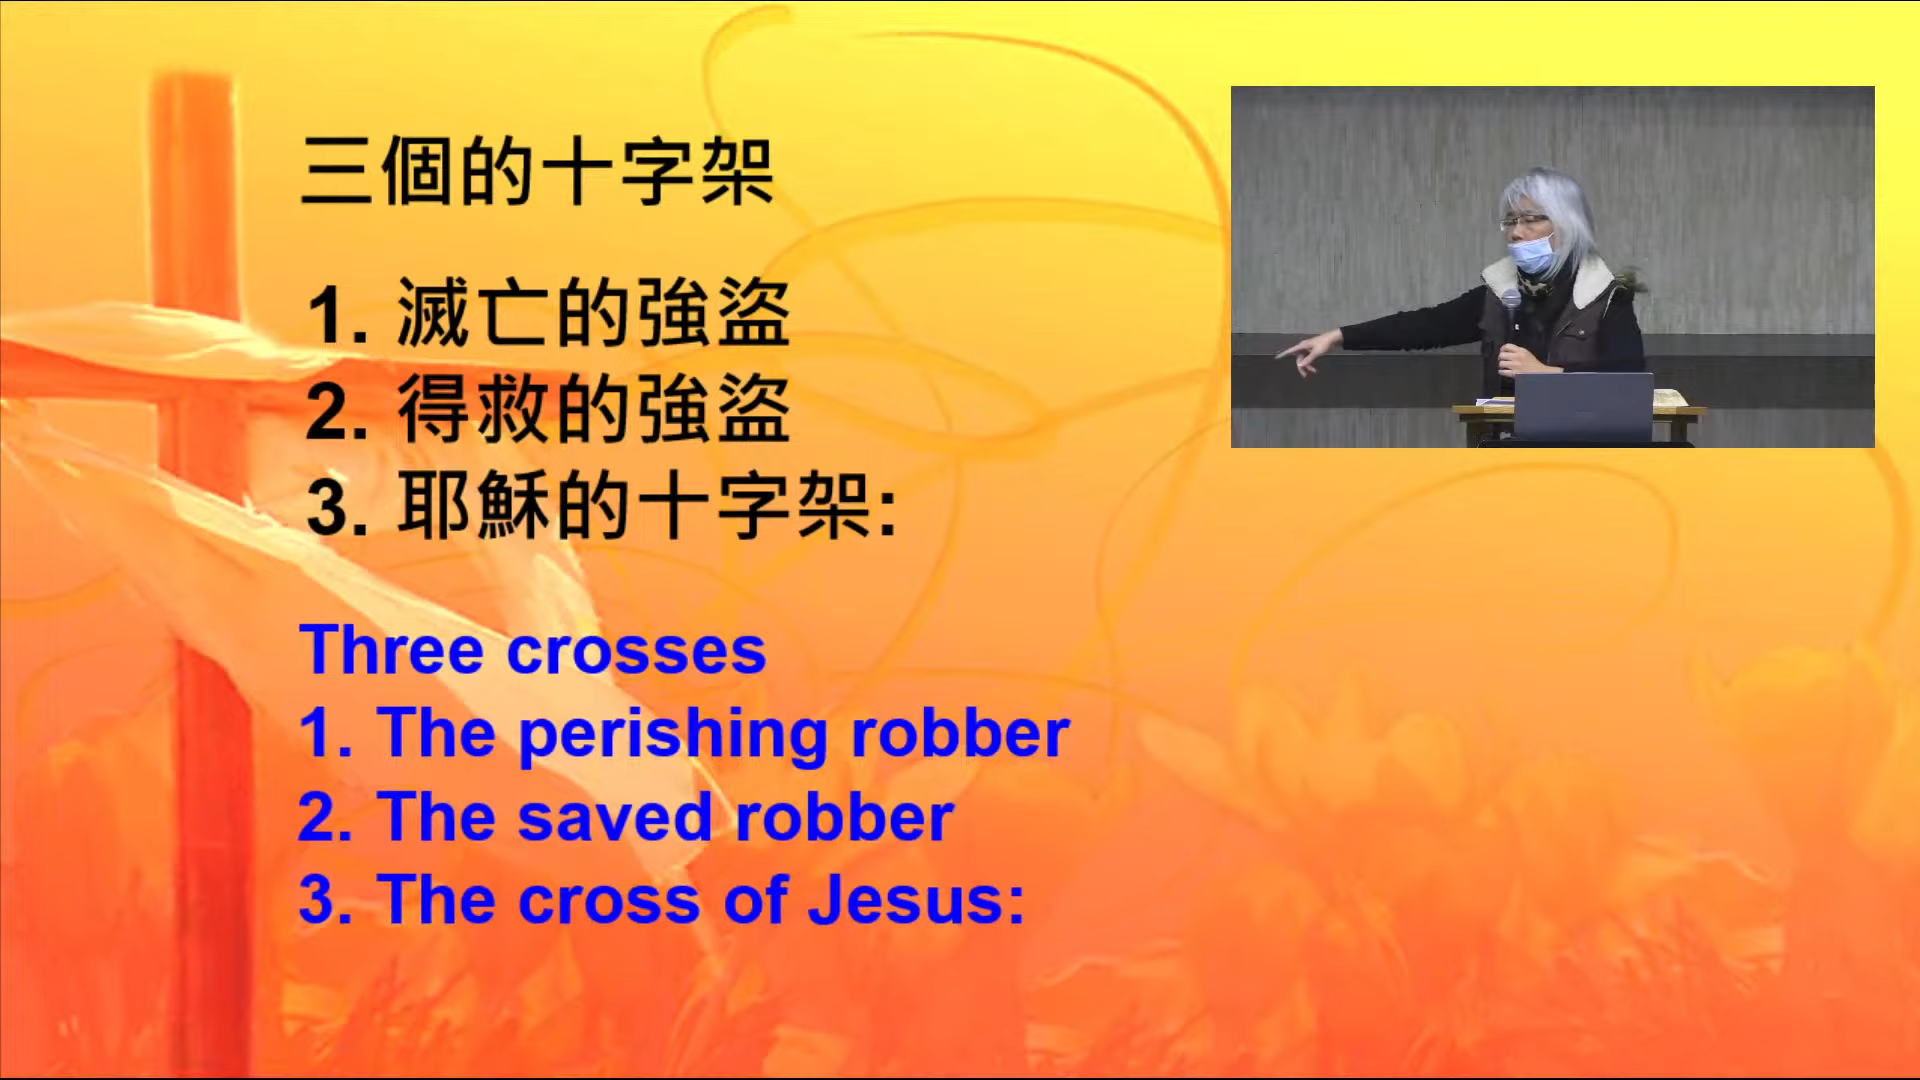 三個的十字架
1. 滅亡的強盜
2. 得救的強盜
3. 耶穌的十字架:
Three crosses
1. The perishing robber
2. The saved robber
3. The cross of Jesus: